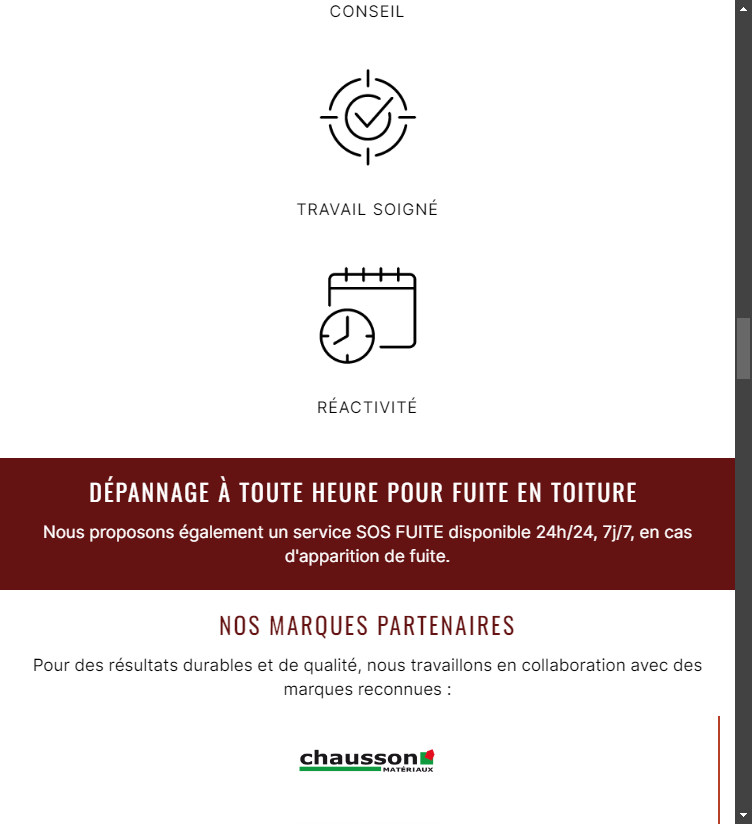 CONSEIL
TRAVAIL SOIGNÉ
RÉACTIVITÉ
DÉPANNAGE À TOUTE HEURE POUR FUITE EN TOITURE
Nous proposons également un service SOS FUITE disponible 24h/24, 7j/7, en cas
d'apparition de fuite.
NOS MARQUES PARTENAIRES
Pour des résultats durables et de qualité, nous travaillons en collaboration avec des
marques reconnues :
chausson
MATÉRIAUX